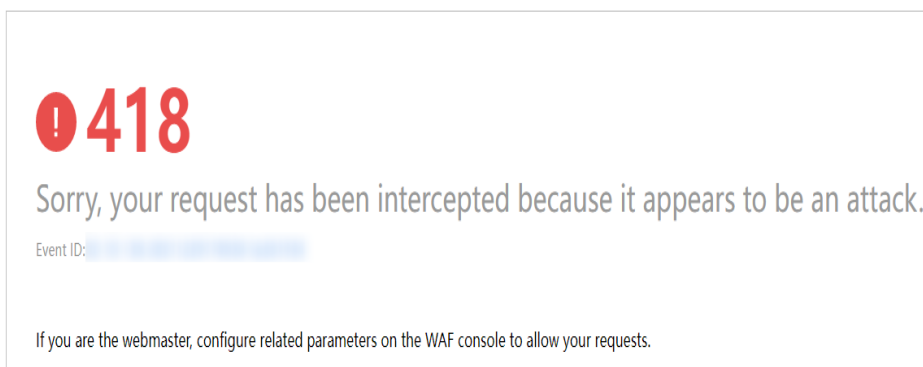 418
Sorry, your request has been intercepted because it appears to be an attack.
Event ID:
If you are the webmaster, configure related parameters on the WAF console to allow your requests.